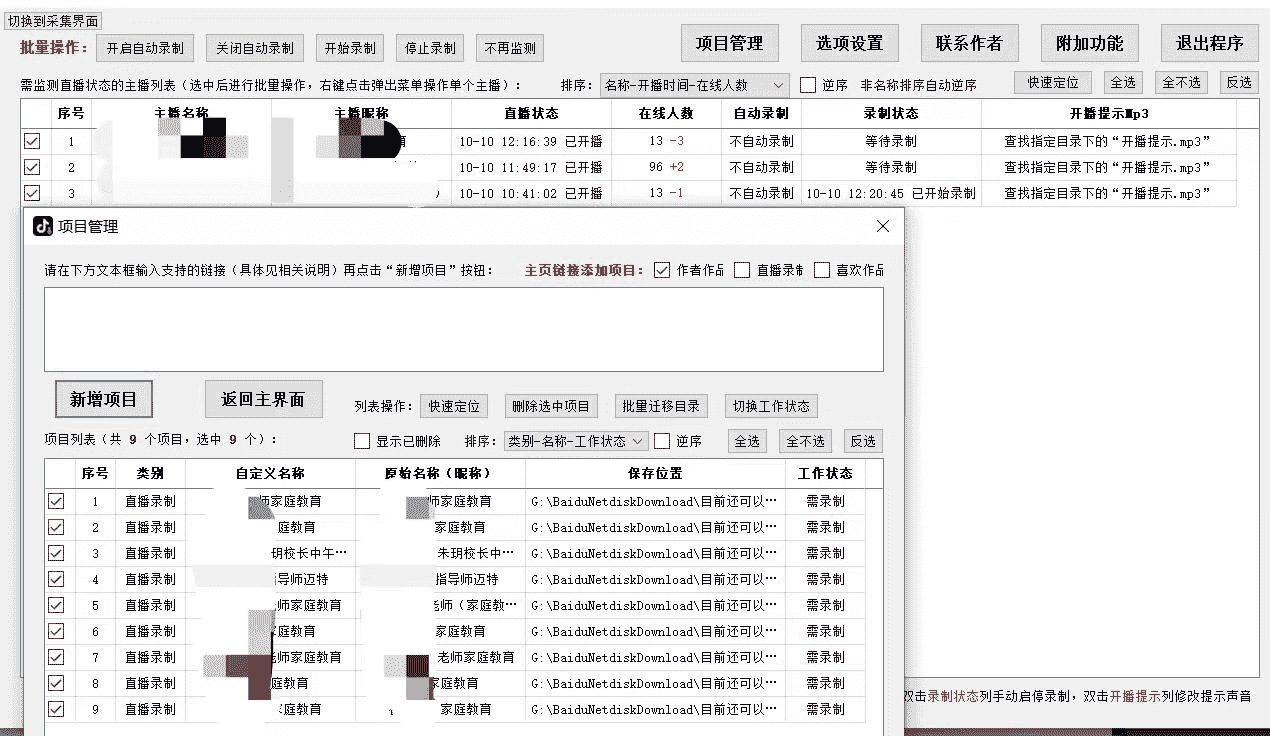 切换到采集界面
批量操作: 开启自动录制 关闭自动录制 开始录制 停止录制 不再监测 项目管理 选项设置 联系作者 附加功能 退出程序
需监测直播状态的主播列表（选中后进行批量操作，右键点击弹出菜单操作单个主播）: 排序: 名称-开播时间-在线人数 逆序 非名称排序自动逆序 快速定位 全选 全不选 反选
序号 主播名称 主播昵称 直播状态 在线人数 自动录制 录制状态 开播提示Mp3
1 10-10 12:16:39 已开播 13 -3 不自动录制 等待录制 查找指定目录下的“开播提示.mp3”
2 10-10 11:49:17 已开播 96 +2 不自动录制 等待录制 查找指定目录下的“开播提示.mp3”
3 10-10 10:41:02 已开播 13 -1 不自动录制 10-10 12:20:45 已开始录制 查找指定目录下的“开播提示.mp3”
项目管理
请在下方文本框输入支持的链接（具体见相关说明）再点击“新增项目”按钮: 主页链接添加项目: 作者作品 直播录制 喜欢作品
新增项目 返回主界面 列表操作: 快速定位 删除选中项目 批量迁移目录 切换工作状态
项目列表（共 9 个项目，选中 9 个）: 显示已删除 排序: 类别-名称-工作状态 逆序 全选 全不选 反选
序号 类别 自定义名称 原始名称（昵称） 保存位置 工作状态
1 直播录制 师家庭教育 师家庭教育 G:\BaiduNetdiskDownload\目前还可以… 需录制
2 直播录制 庭教育 家庭教育 G:\BaiduNetdiskDownload\目前还可以… 需录制
3 直播录制 玥校长中午… 朱玥校长中… G:\BaiduNetdiskDownload\目前还可以… 需录制
4 直播录制 指导师迈特 指导师迈特 G:\BaiduNetdiskDownload\目前还可以… 需录制
5 直播录制 师家庭教育 老师（家庭教… G:\BaiduNetdiskDownload\目前还可以… 需录制
6 直播录制 家庭教育 家庭教育 G:\BaiduNetdiskDownload\目前还可以… 需录制
7 直播录制 老师家庭教育 老师家庭教育 G:\BaiduNetdiskDownload\目前还可以… 需录制
8 直播录制 庭教育 家庭教育 G:\BaiduNetdiskDownload\目前还可以… 需录制
9 直播录制 家庭教育 家庭教育 G:\BaiduNetdiskDownload\目前还可以… 需录制
双击录制状态列手动启停录制，双击开播提示列修改提示声音